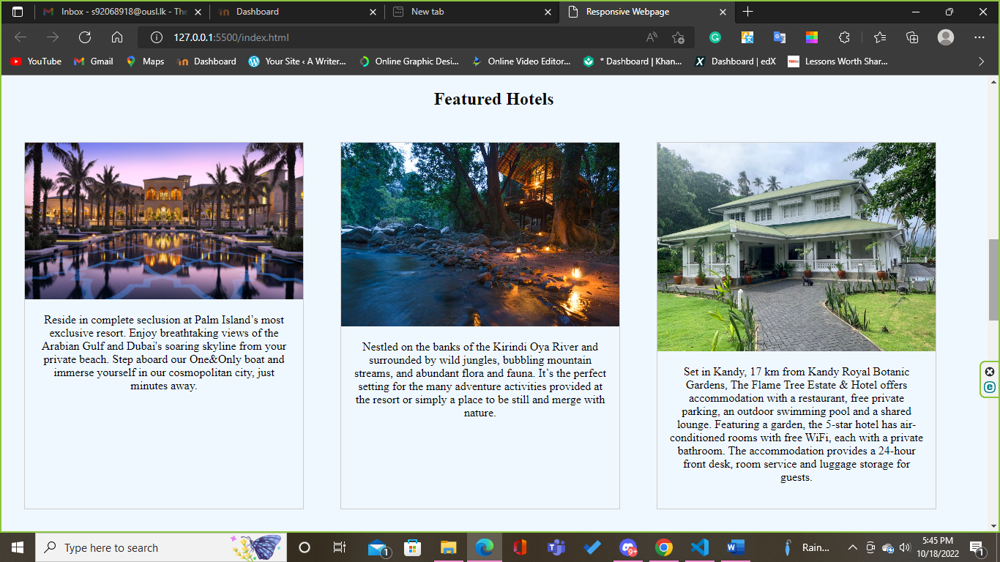 Inbox - s92068918@ousl.lk - The
Dashboard
New tab
Responsive Webpage
127.0.0.1:5500/index.html
YouTube
Gmail
Maps
Dashboard
Your Site ‹ A Writer...
Online Graphic Desi...
Online Video Editor...
* Dashboard | Khan...
Dashboard | edX
Lessons Worth Shar...
Featured Hotels
Reside in complete seclusion at Palm Island’s most
exclusive resort. Enjoy breathtaking views of the
Arabian Gulf and Dubai's soaring skyline from your
private beach. Step aboard our One&Only boat and
immerse yourself in our cosmopolitan city, just
minutes away.
Nestled on the banks of the Kirindi Oya River and
surrounded by wild jungles, bubbling mountain
streams, and abundant flora and fauna. It’s the perfect
setting for the many adventure activities provided at
the resort or simply a place to be still and merge with
nature.
Set in Kandy, 17 km from Kandy Royal Botanic
Gardens, The Flame Tree Estate & Hotel offers
accommodation with a restaurant, free private
parking, an outdoor swimming pool and a shared
lounge. Featuring a garden, the 5-star hotel has air-
conditioned rooms with free WiFi, each with a private
bathroom. The accommodation provides a 24-hour
front desk, room service and luggage storage for
guests.
Type here to search
1
9+
Rain...
5:45 PM
10/18/2022
1